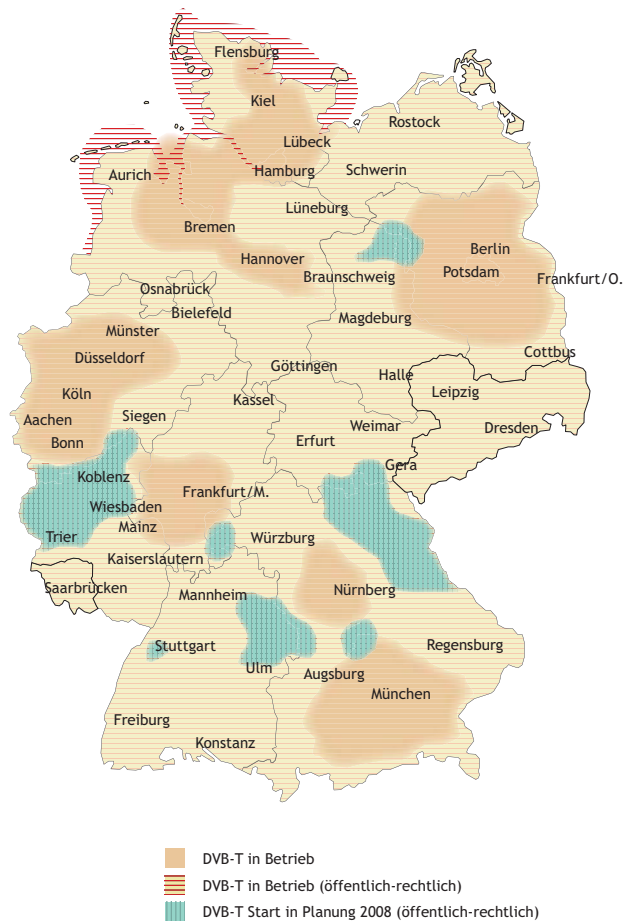 Flensburg
Kiel
Rostock
Lübeck
Schwerin
Hamburg
Aurich
Lüneburg
Bremen
Berlin
Hannover
Potsdam
Braunschweig
Frankfurt/O.
Osnabrück
Bielefeld
Magdeburg
Münster
Düsseldorf
Cottbus
Göttingen
Halle
Leipzig
Köln
Kassel
Aachen
Siegen
Weimar
Dresden
Bonn
Erfurt
Gera
Koblenz
Frankfurt/M.
Wiesbaden
Mainz
Trier
Würzburg
Kaiserslautern
Saarbrücken
Mannheim
Nürnberg
Stuttgart
Regensburg
Ulm
Augsburg
München
Freiburg
Konstanz
DVB-T in Betrieb
DVB-T in Betrieb (öffentlich-rechtlich)
DVB-T Start in Planung 2008 (öffentlich-rechtlich)